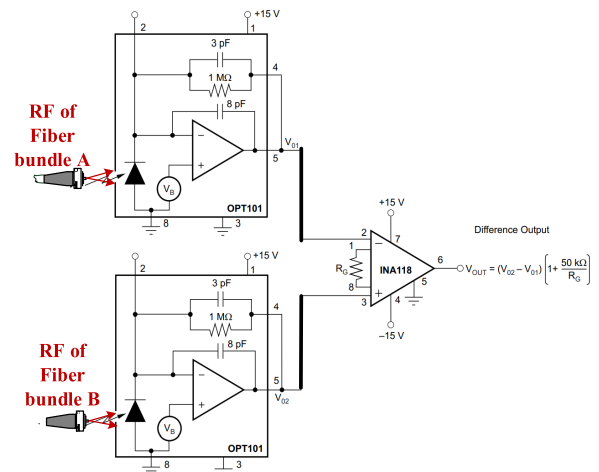 2
+15 V
1
3 pF
4
1 MΩ
8 pF
RF of
Fiber
bundle A
−
+
V01
5
VB
OPT101
8
3
+15 V
2
7
1
−
RG
INA118
6
8
+
3
5
4
−15 V
Difference Output
VOUT = (V02 − V01) (1+ 50 kΩ / RG)
2
+15 V
1
3 pF
4
1 MΩ
8 pF
RF of
Fiber
bundle B
−
+
5
V02
VB
OPT101
8
3